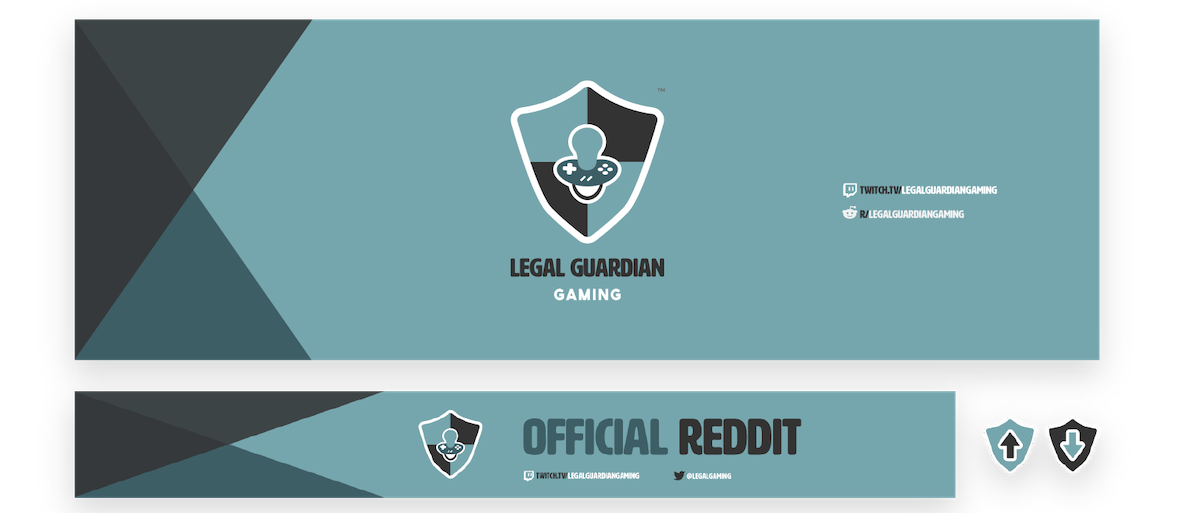 TM
LEGAL GUARDIAN
GAMING
TWITCH.TV/LEGALGUARDIANGAMING
R/LEGALGUARDIANGAMING
OFFICIAL REDDIT
TWITCH.TV/LEGALGUARDIANGAMING
@LEGALGAMING